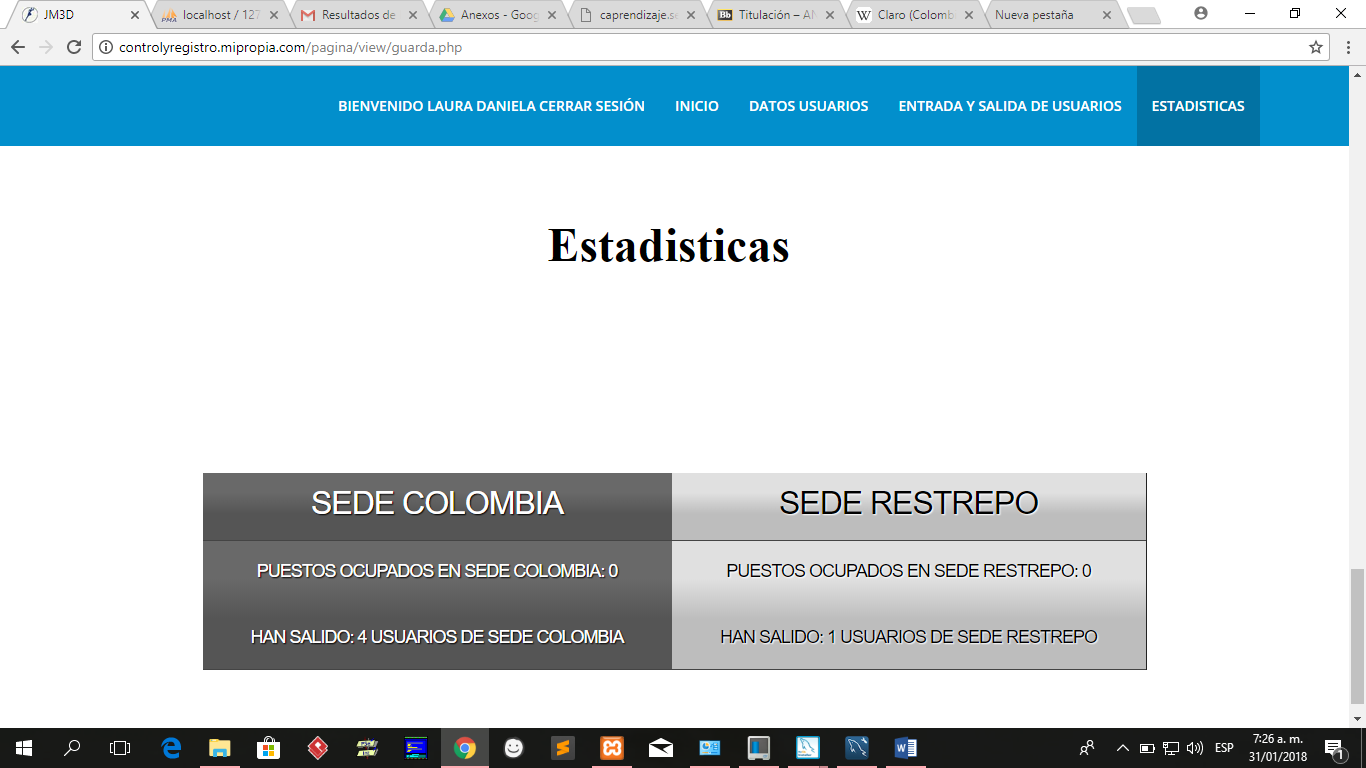 JM3D
localhost / 127
Resultados de
Anexos - Goog
caprendizaje.se
Bb Titulación – AN
W Claro (Colomb
Nueva pestaña
controlyregistro.mipropia.com/pagina/view/guarda.php
BIENVENIDO LAURA DANIELA CERRAR SESIÓN INICIO DATOS USUARIOS ENTRADA Y SALIDA DE USUARIOS ESTADISTICAS
Estadisticas
SEDE COLOMBIA SEDE RESTREPO
PUESTOS OCUPADOS EN SEDE COLOMBIA: 0 PUESTOS OCUPADOS EN SEDE RESTREPO: 0
HAN SALIDO: 4 USUARIOS DE SEDE COLOMBIA HAN SALIDO: 1 USUARIOS DE SEDE RESTREPO
ESP
7:26 a. m.
31/01/2018
1